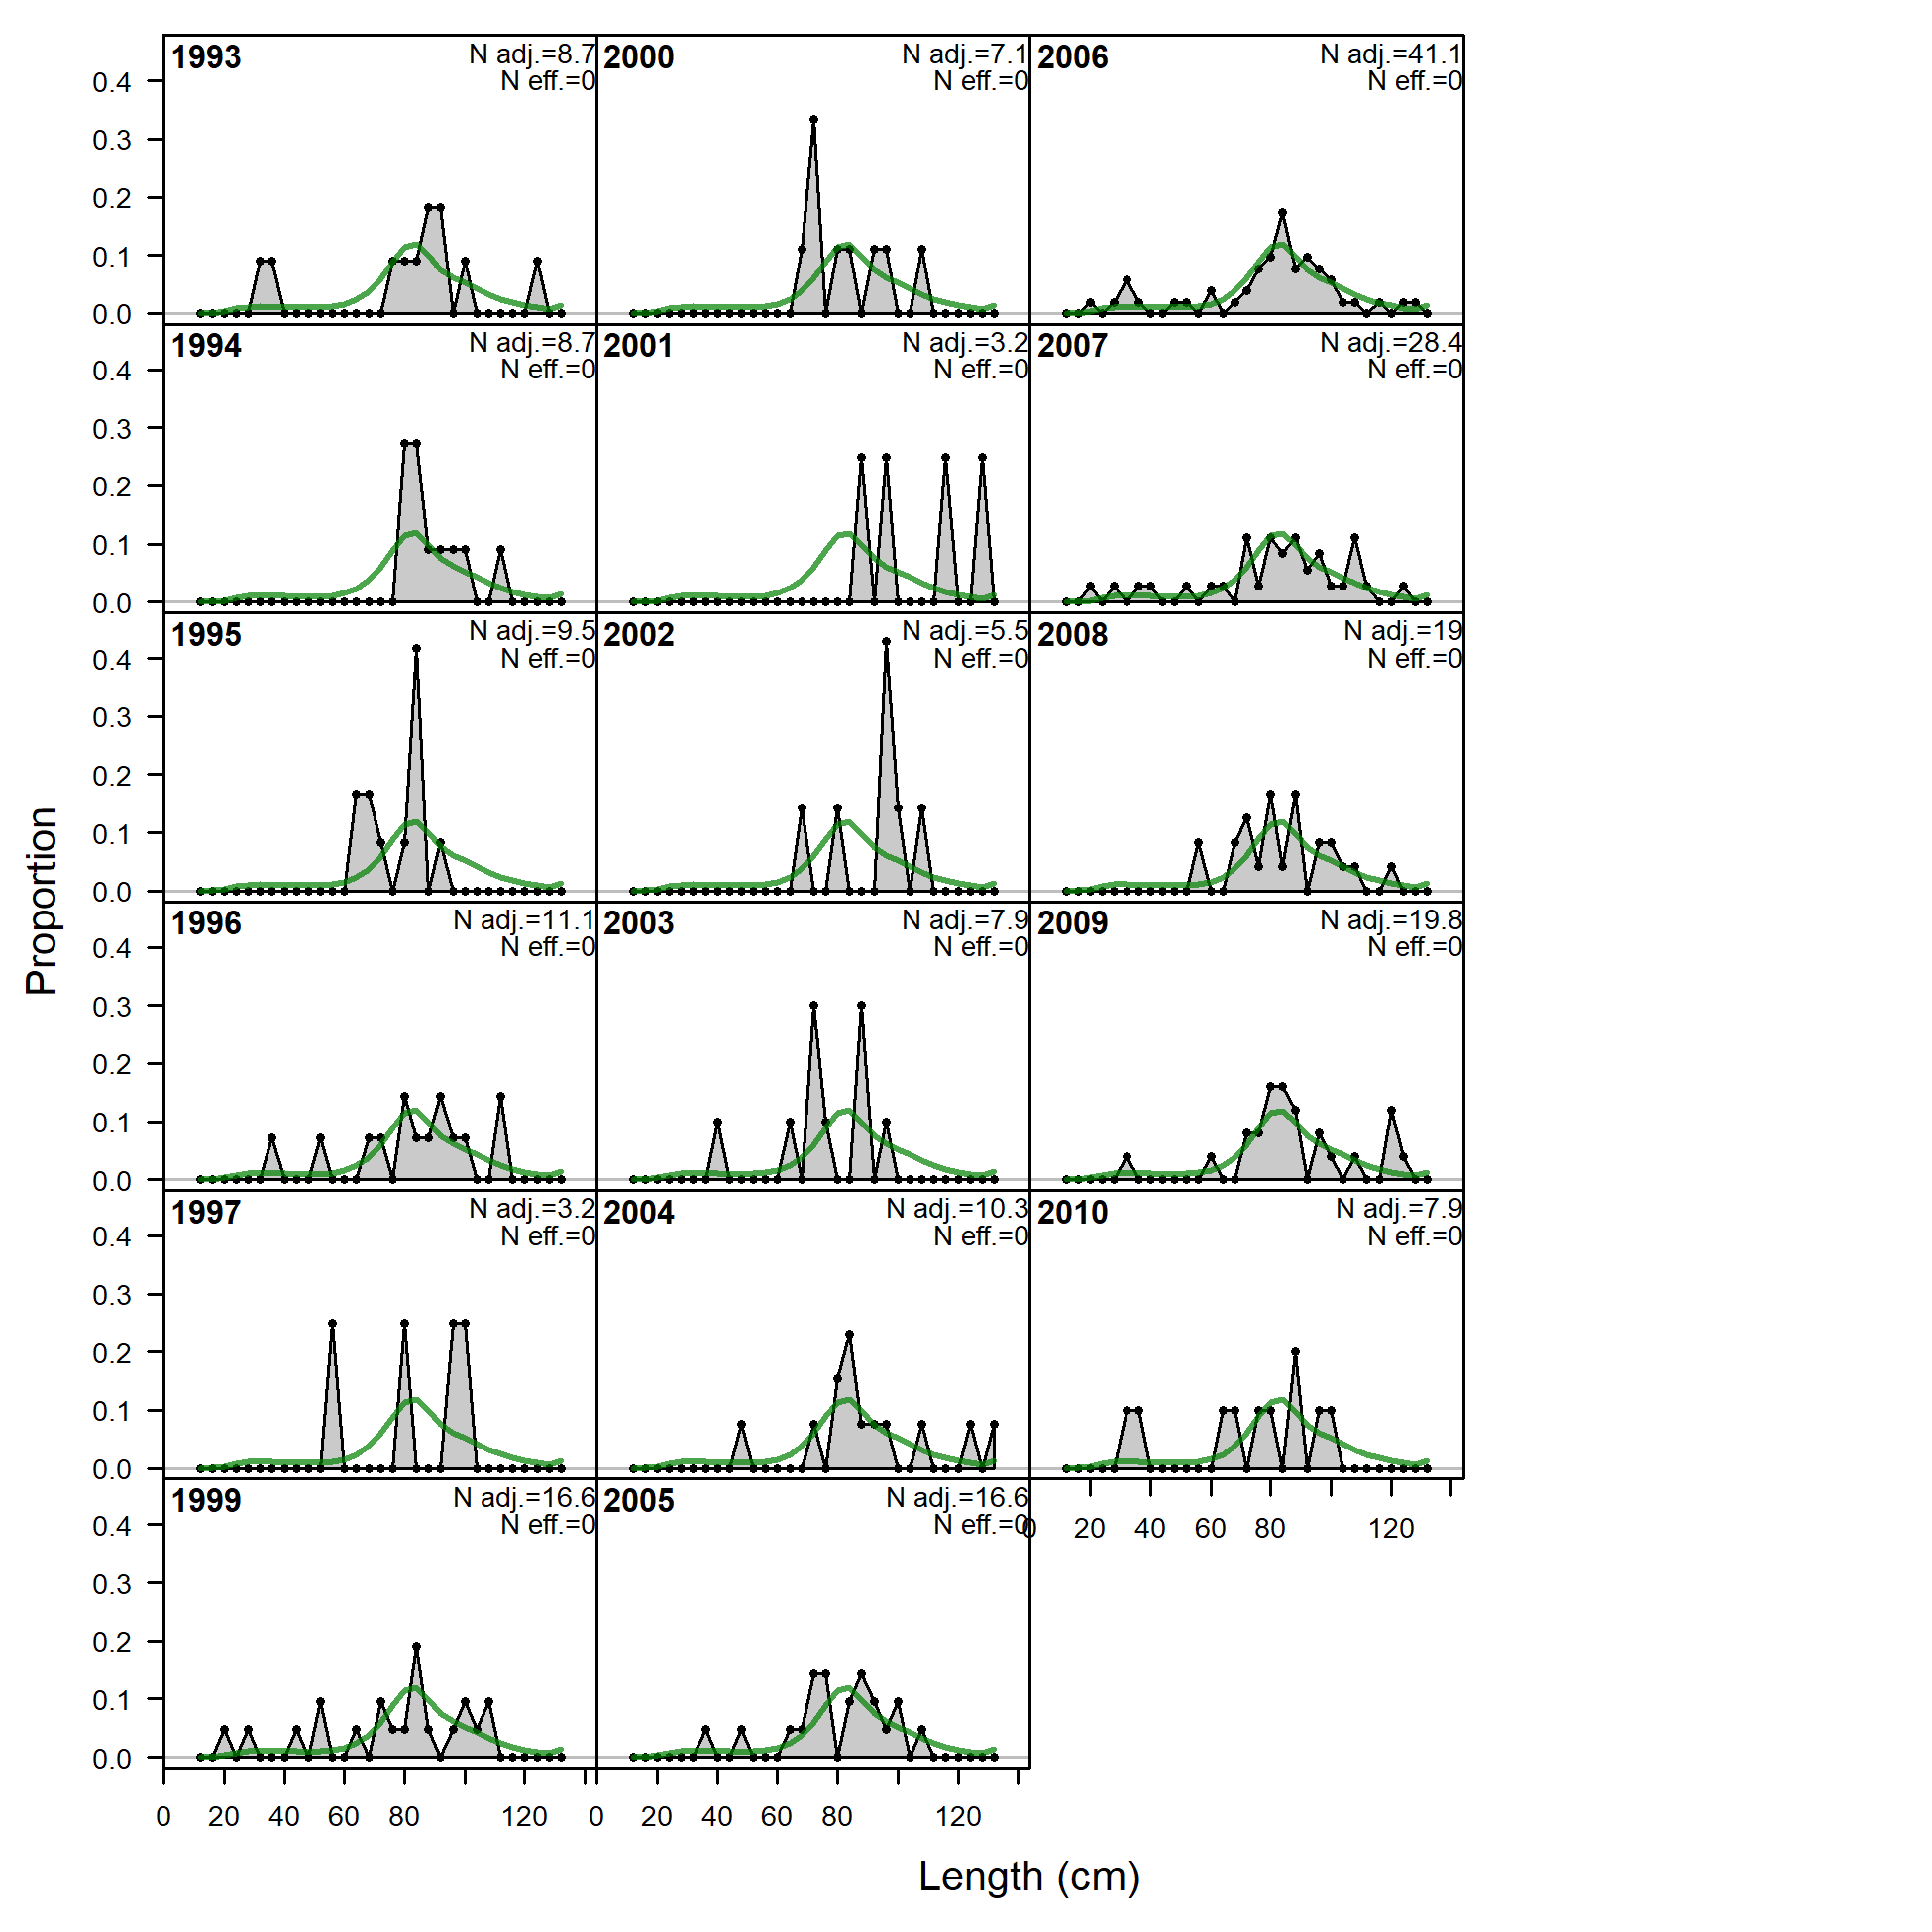 1993 N adj.=8.7
N eff.=0
2000 N adj.=7.1
N eff.=0
2006 N adj.=41.1
N eff.=0
0.4
0.3
0.2
0.1
0.0
1994 N adj.=8.7
N eff.=0
2001 N adj.=3.2
N eff.=0
2007 N adj.=28.4
N eff.=0
0.4
0.3
0.2
0.1
0.0
1995 N adj.=9.5
N eff.=0
2002 N adj.=5.5
N eff.=0
2008 N adj.=19
N eff.=0
0.4
0.3
0.2
0.1
0.0
Proportion
1996 N adj.=11.1
N eff.=0
2003 N adj.=7.9
N eff.=0
2009 N adj.=19.8
N eff.=0
0.4
0.3
0.2
0.1
0.0
1997 N adj.=3.2
N eff.=0
2004 N adj.=10.3
N eff.=0
2010 N adj.=7.9
N eff.=0
0.4
0.3
0.2
0.1
0.0
0 20 40 60 80 120
1999 N adj.=16.6
N eff.=0
2005 N adj.=16.6
N eff.=0
0.4
0.3
0.2
0.1
0.0
0 20 40 60 80 120
0 20 40 60 80 120
Length (cm)